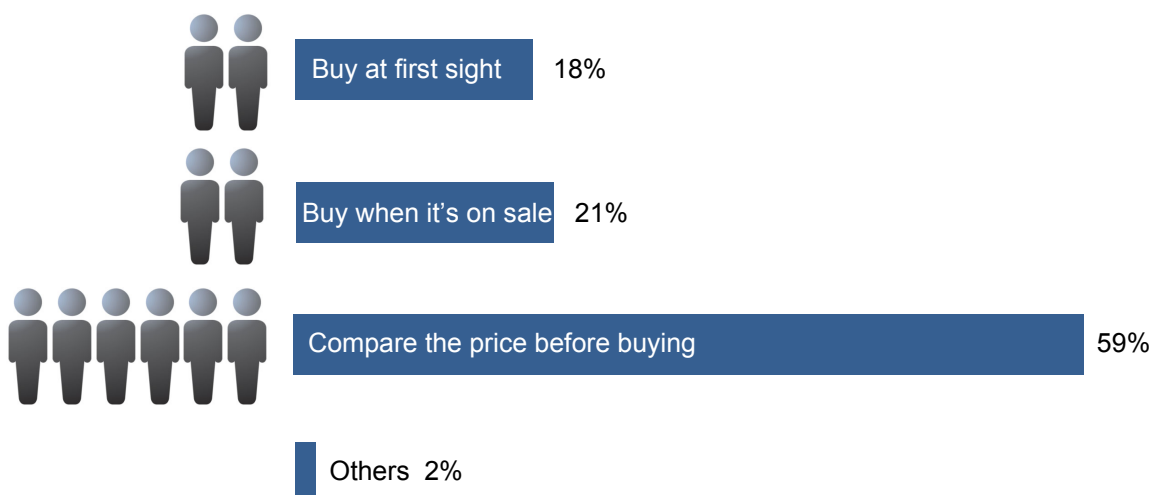 Buy at first sight 18%
Buy when it’s on sale 21%
Compare the price before buying 59%
Others 2%